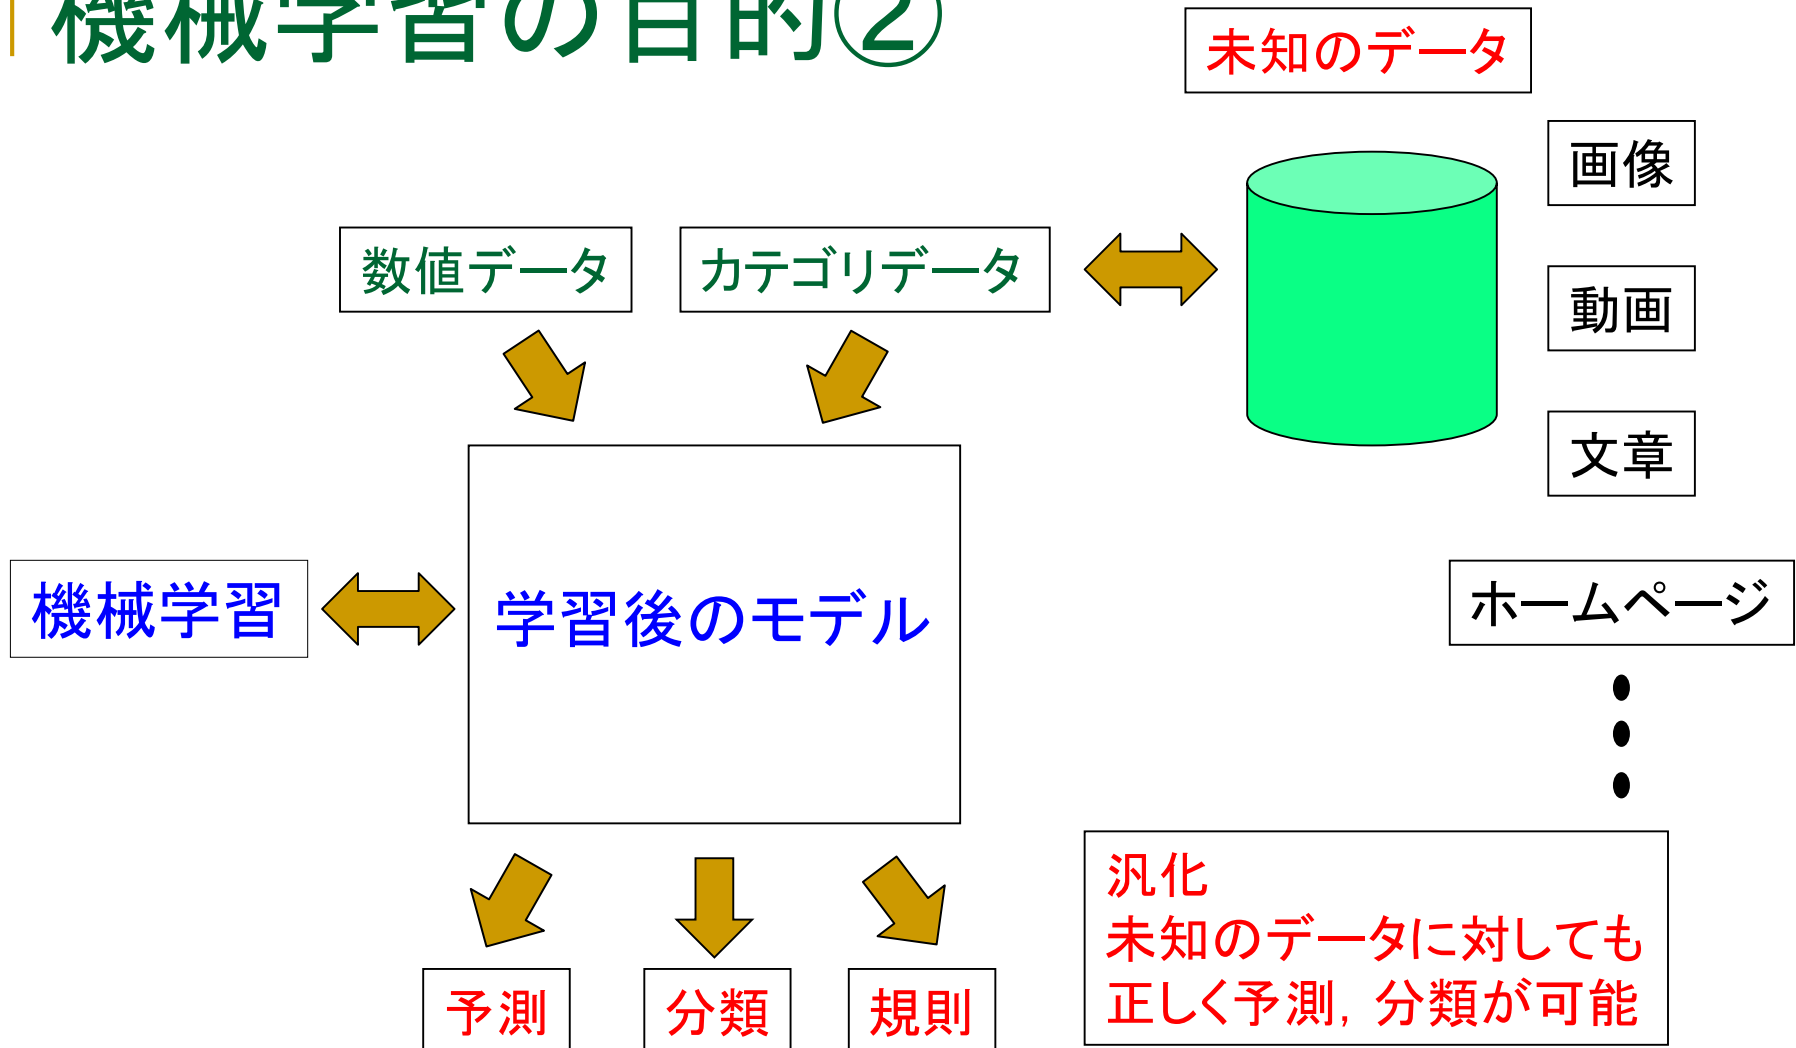 機械学習の目的②
未知のデータ
画像
数値データ
カテゴリデータ
動画
文章
機械学習
学習後のモデル
ホームページ
汎化
未知のデータに対しても
正しく予測，分類が可能
予測
分類
規則